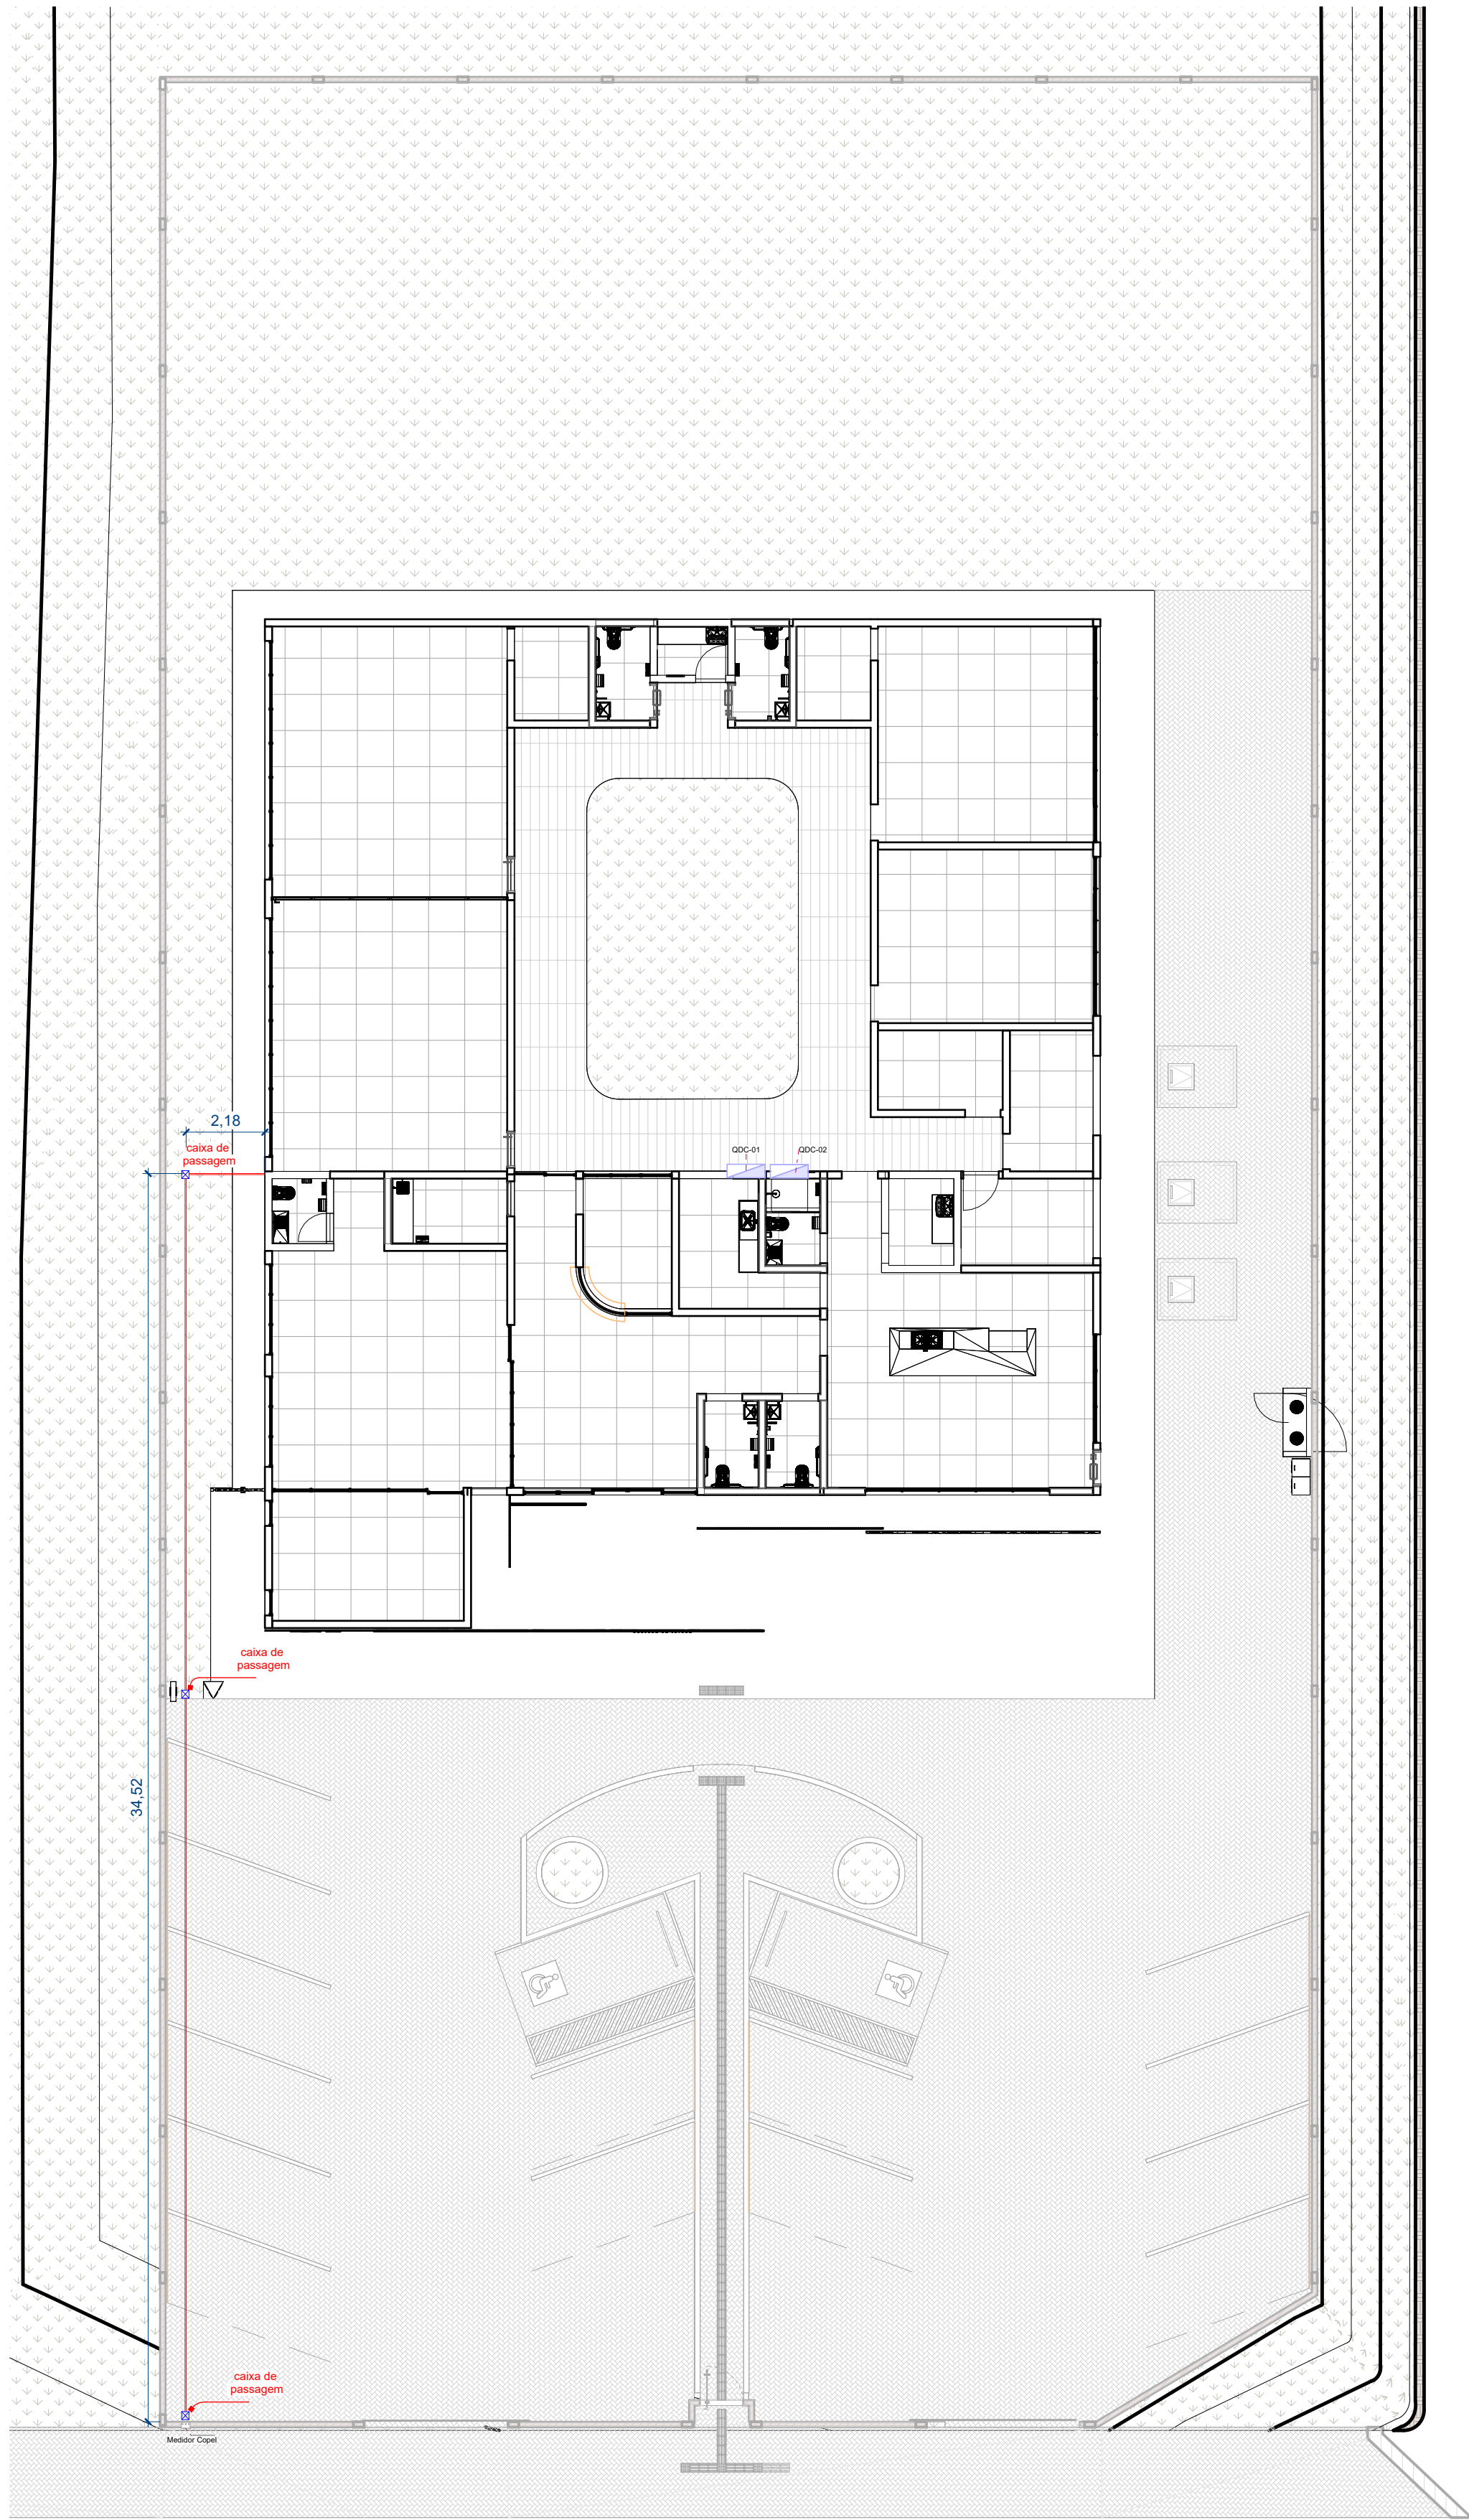 2,18
caixa de
passagem
QDC-01
QDC-02
caixa de
passagem
34,52
caixa de
passagem
Medidor Copel